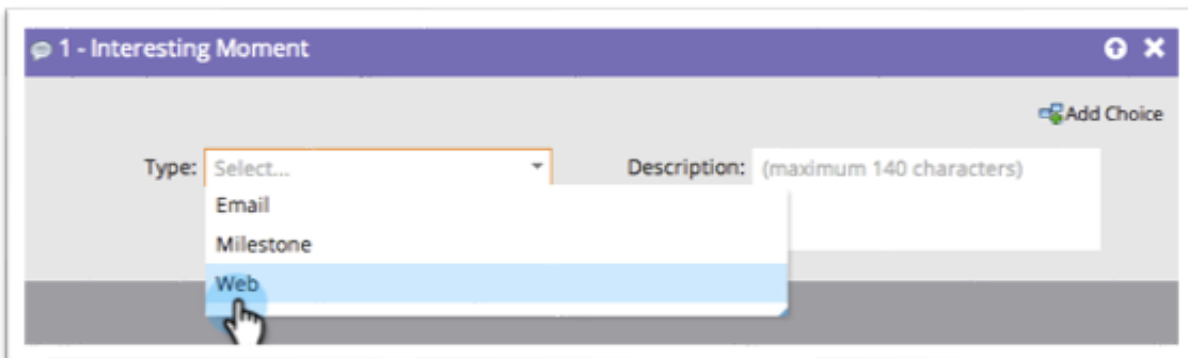 1 - Interesting Moment
Add Choice
Type: Select... Description: (maximum 140 characters)
Email
Milestone
Web